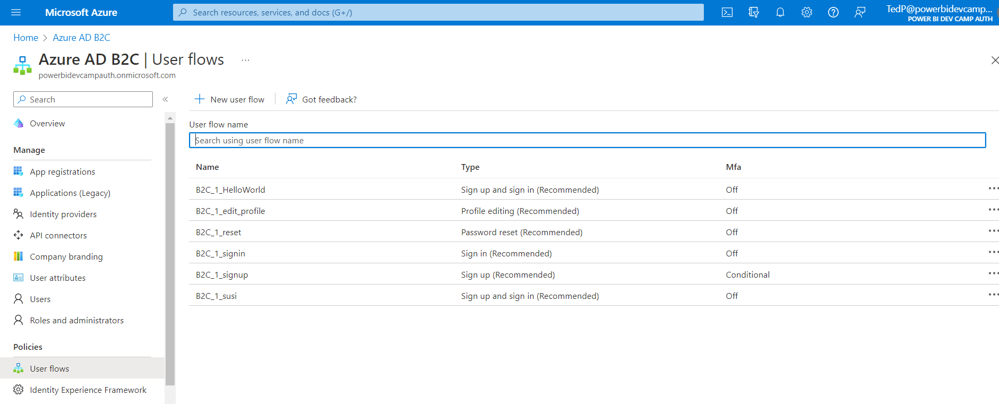 Microsoft Azure
Search resources, services, and docs (G+/)
TedP@powerbidevcamp...
POWER BI DEV CAMP AUTH
Home > Azure AD B2C
Azure AD B2C | User flows ...
powerbidevcampauth.onmicrosoft.com
Search «
New user flow
Got feedback?
Overview
User flow name
Search using user flow name
Manage
App registrations
Applications (Legacy)
Identity providers
API connectors
Company branding
User attributes
Users
Roles and administrators
Policies
User flows
Identity Experience Framework
Name Type Mfa
B2C_1_HelloWorld Sign up and sign in (Recommended) Off
B2C_1_edit_profile Profile editing (Recommended) Off
B2C_1_reset Password reset (Recommended) Off
B2C_1_signin Sign in (Recommended) Off
B2C_1_signup Sign up (Recommended) Conditional
B2C_1_susi Sign up and sign in (Recommended) Off